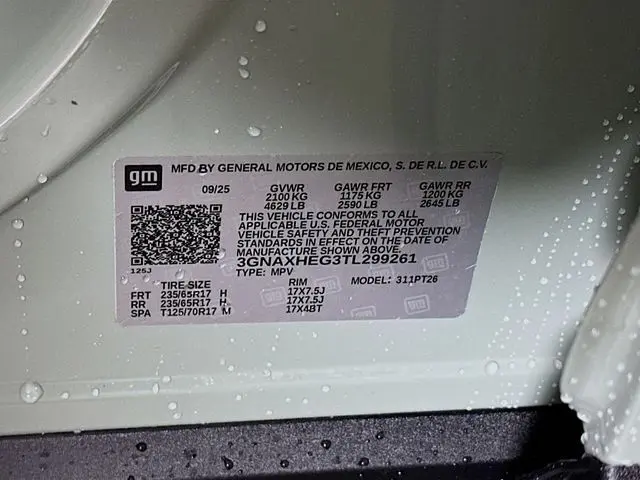 gm
MFD BY GENERAL MOTORS DE MEXICO, S. DE R.L. DE C.V.
09/25 GVWR GAWR FRT GAWR RR
2100 KG 1175 KG 1200 KG
4629 LB 2590 LB 2645 LB
THIS VEHICLE CONFORMS TO ALL
APPLICABLE U.S. FEDERAL MOTOR
VEHICLE SAFETY AND THEFT PREVENTION
STANDARDS IN EFFECT ON THE DATE OF
MANUFACTURE SHOWN ABOVE.
3GNAXHEG3TL299261
125J TYPE: MPV MODEL: 311PT26
TIRE SIZE RIM
FRT 235/65R17 H 17X7.5J
RR 235/65R17 H 17X7.5J
SPA T125/70R17 M 17X4BT